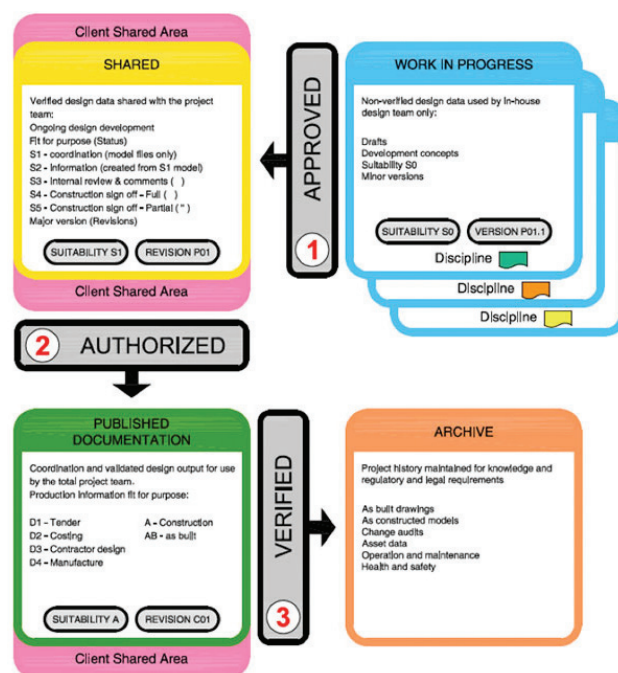 Client Shared Area
SHARED
Verified design data shared with the project
team:
Ongoing design development
Fit for purpose (Status)
S1 - coordination (model files only)
S2 - Information (created from S1 model)
S3 - Internal review & comments ( )
S4 - Construction sign off - Full ( )
S5 - Construction sign off - Partial ( * )
Major version (Revisions)
SUITABILITY S1
REVISION P01
Client Shared Area
APPROVED
1
WORK IN PROGRESS
Non-verified design data used by in-house
design team only:
Drafts
Development concepts
Suitability S0
Minor versions
SUITABILITY S0
VERSION P01.1
Discipline
Discipline
Discipline
2
AUTHORIZED
PUBLISHED
DOCUMENTATION
Coordination and validated design output for use
by the total project team.
Production information fit for purpose:
D1 - Tender
D2 - Costing
D3 - Contractor design
D4 - Manufacture
A - Construction
AB - as built
SUITABILITY A
REVISION C01
Client Shared Area
VERIFIED
3
ARCHIVE
Project history maintained for knowledge and
regulatory and legal requirements
As built drawings
As constructed models
Change audits
Asset data
Operation and maintenance
Health and safety